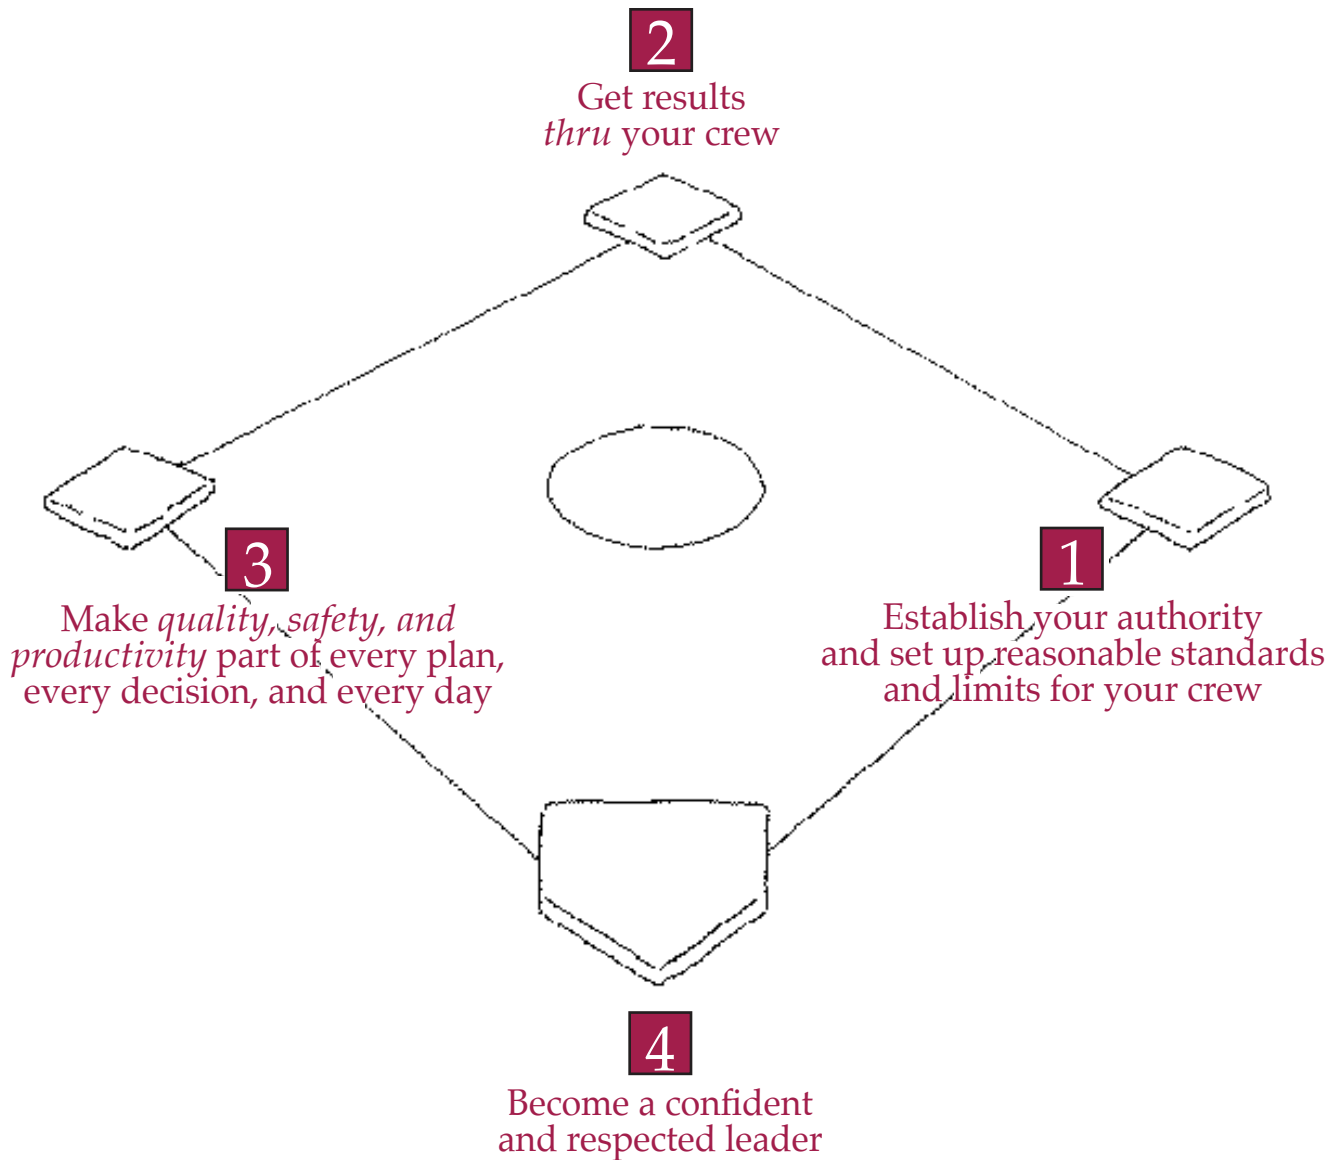 2
Get results
thru your crew
3
Make quality, safety, and
productivity part of every plan,
every decision, and every day
1
Establish your authority
and set up reasonable standards
and limits for your crew
4
Become a confident
and respected leader